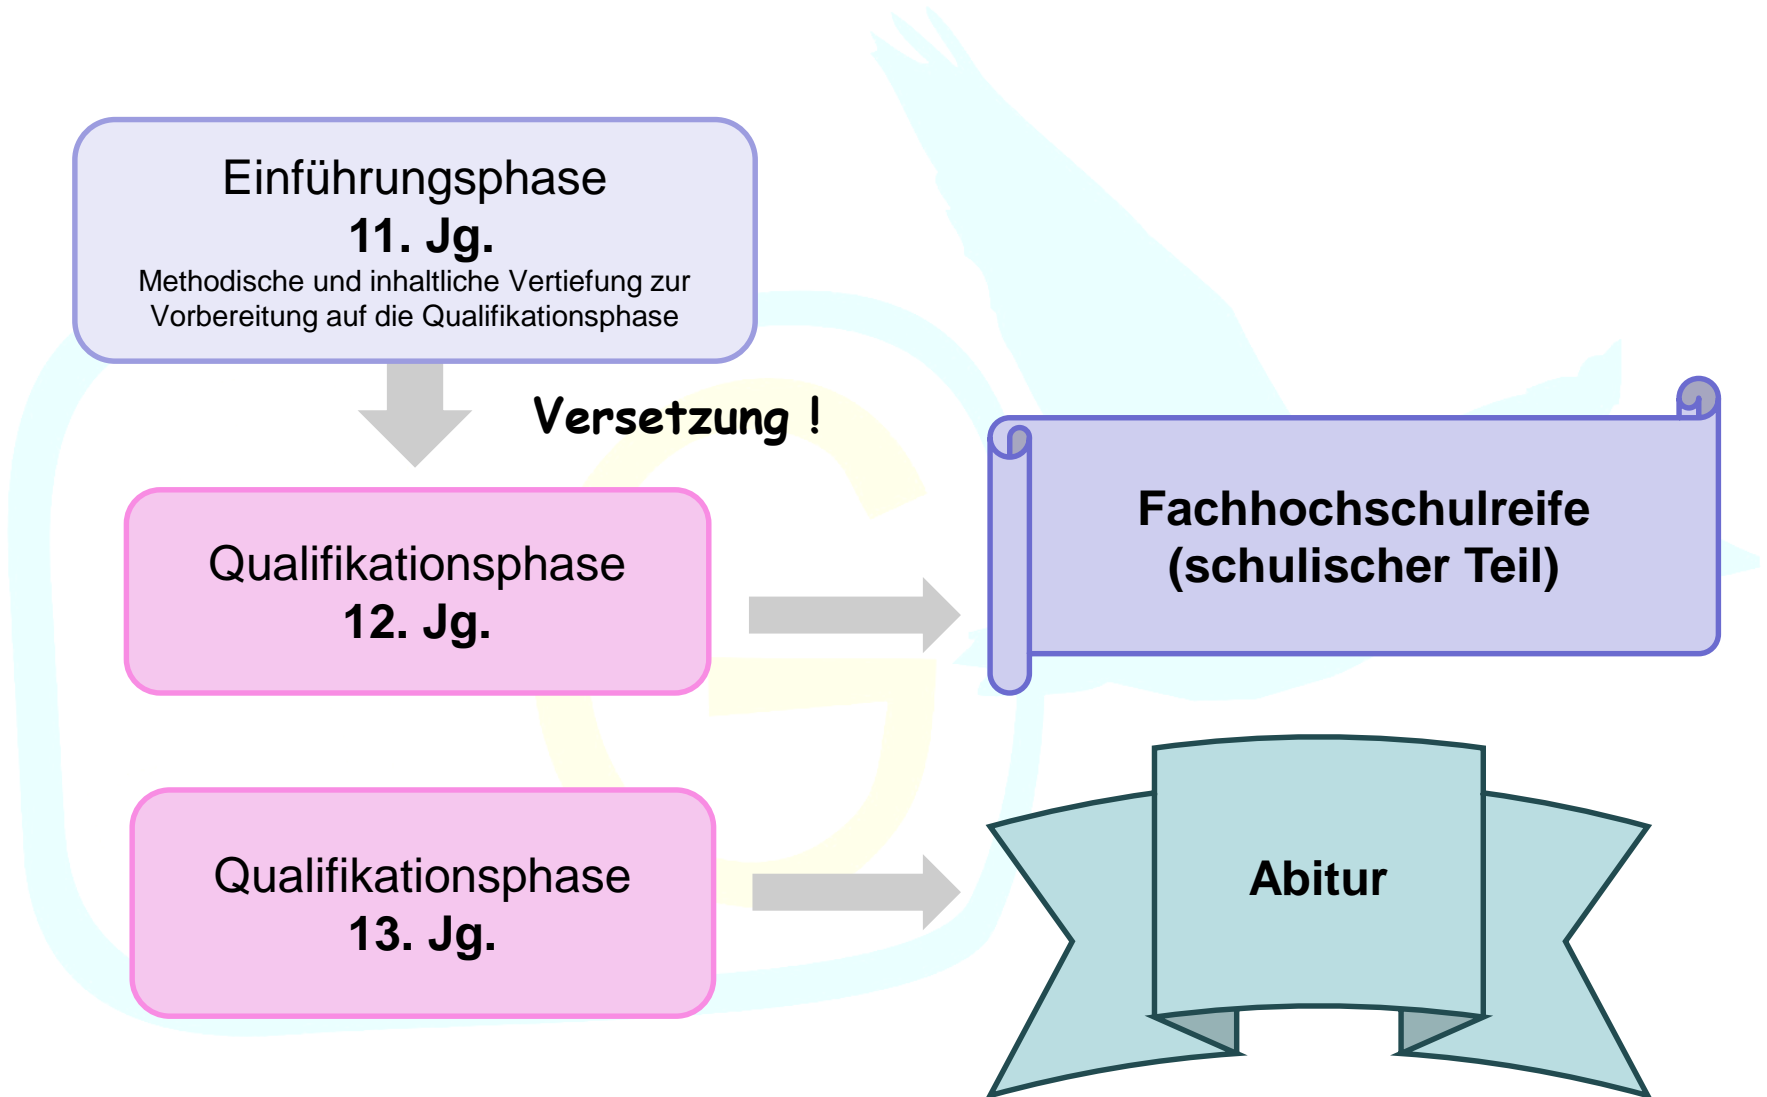 Einführungsphase
11. Jg.
Methodische und inhaltliche Vertiefung zur
Vorbereitung auf die Qualifikationsphase
Versetzung !
Qualifikationsphase
12. Jg.
Fachhochschulreife
(schulischer Teil)
Qualifikationsphase
13. Jg.
Abitur
G